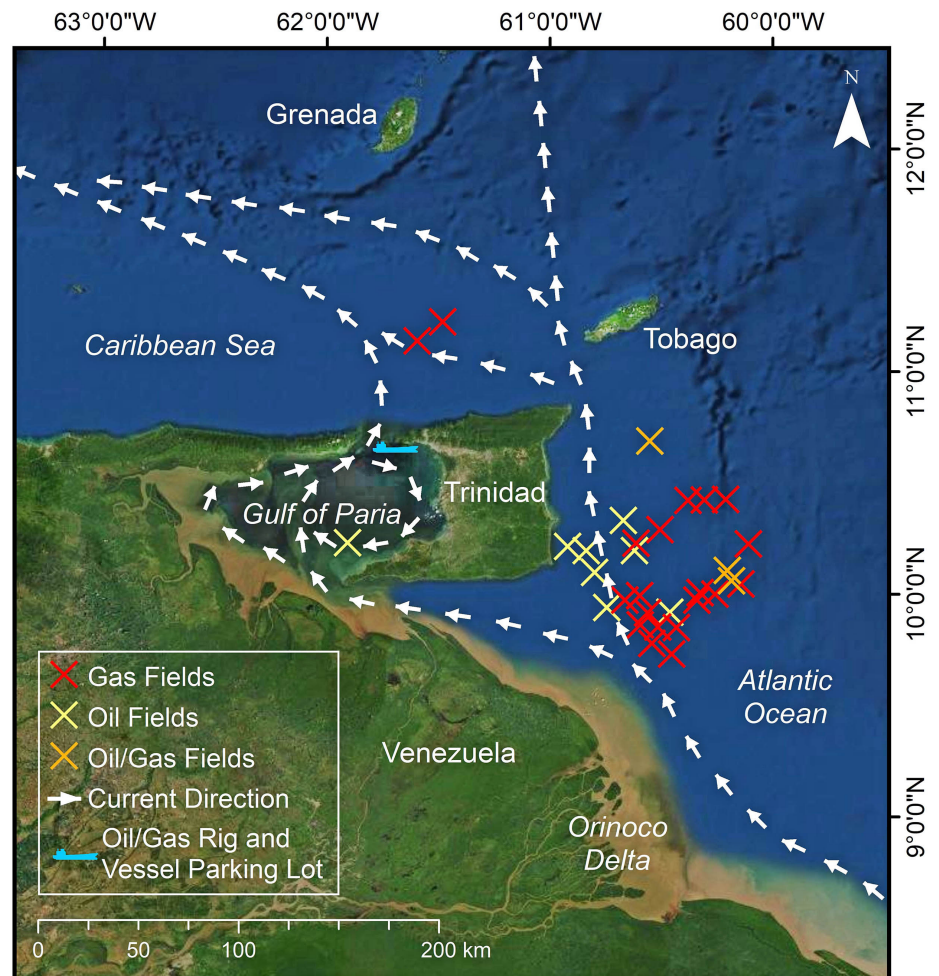 63°0'0"W 62°0'0"W 61°0'0"W 60°0'0"W
N
Grenada
12°0'0"N
Caribbean Sea
Tobago
11°0'0"N
Trinidad
Gulf of Paria
10°0'0"N
Gas Fields
Oil Fields
Oil/Gas Fields
Current Direction
Oil/Gas Rig and
Vessel Parking Lot
Atlantic
Ocean
Venezuela
Orinoco
Delta
9°0'0"N
0 50 100 200 km